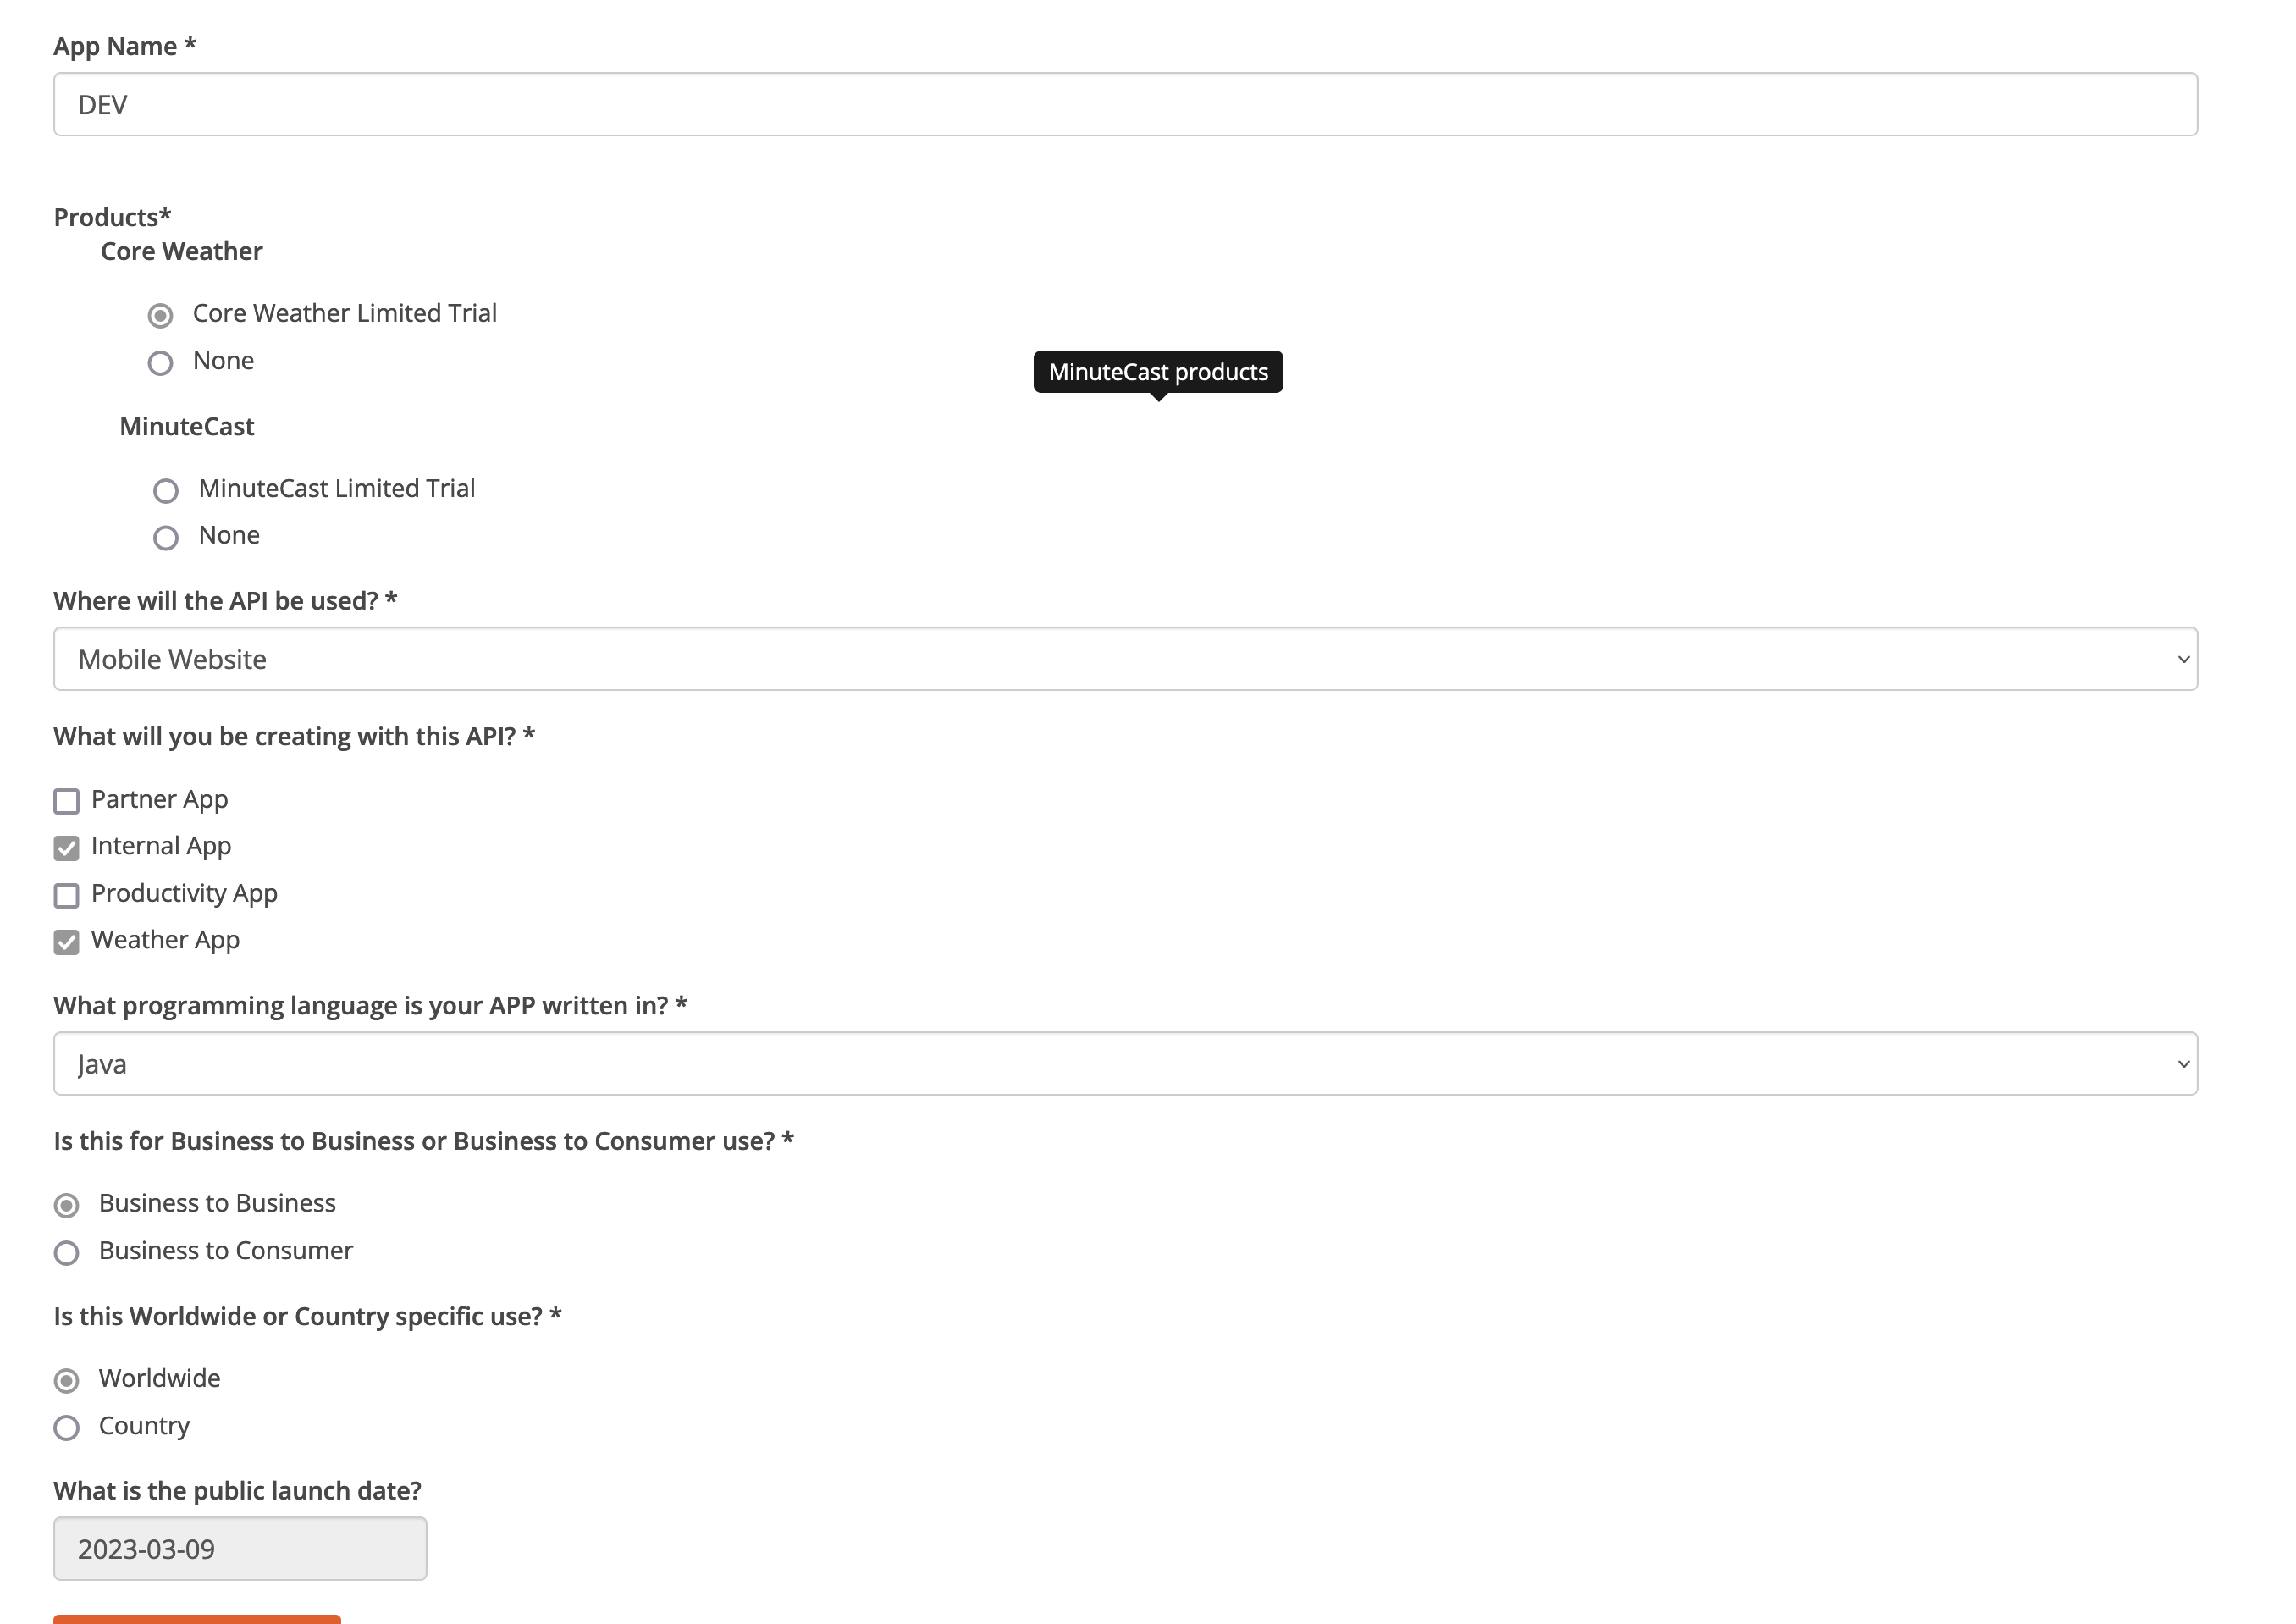 App Name *
DEV
Products*
Core Weather
Core Weather Limited Trial
None
MinuteCast products
MinuteCast
MinuteCast Limited Trial
None
Where will the API be used? *
Mobile Website
What will you be creating with this API? *
Partner App
Internal App
Productivity App
Weather App
What programming language is your APP written in? *
Java
Is this for Business to Business or Business to Consumer use? *
Business to Business
Business to Consumer
Is this Worldwide or Country specific use? *
Worldwide
Country
What is the public launch date?
2023-03-09